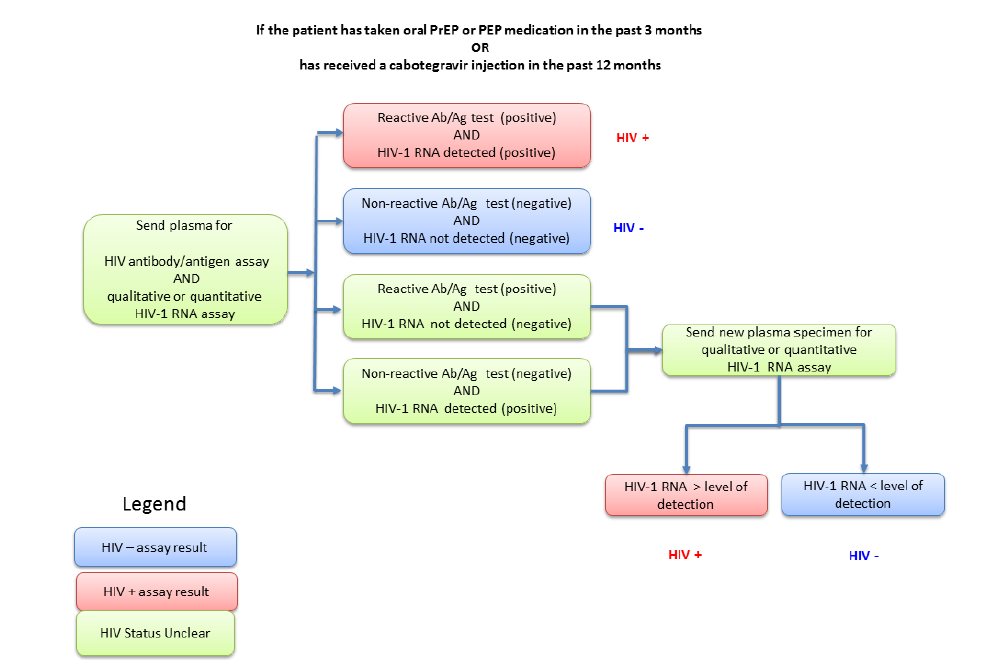 If the patient has taken oral PrEP or PEP medication in the past 3 months
OR
has received a cabotegravir injection in the past 12 months
Reactive Ab/Ag test (positive)
AND
HIV-1 RNA detected (positive)
HIV +
Non-reactive Ab/Ag test (negative)
AND
HIV-1 RNA not detected (negative)
HIV -
Send plasma for
HIV antibody/antigen assay
AND
qualitative or quantitative
HIV-1 RNA assay
Reactive Ab/Ag test (positive)
AND
HIV-1 RNA not detected (negative)
Non-reactive Ab/Ag test (negative)
AND
HIV-1 RNA detected (positive)
Send new plasma specimen for
qualitative or quantitative
HIV-1 RNA assay
HIV-1 RNA > level of
detection
HIV +
HIV-1 RNA < level of
detection
HIV -
Legend
HIV – assay result
HIV + assay result
HIV Status Unclear